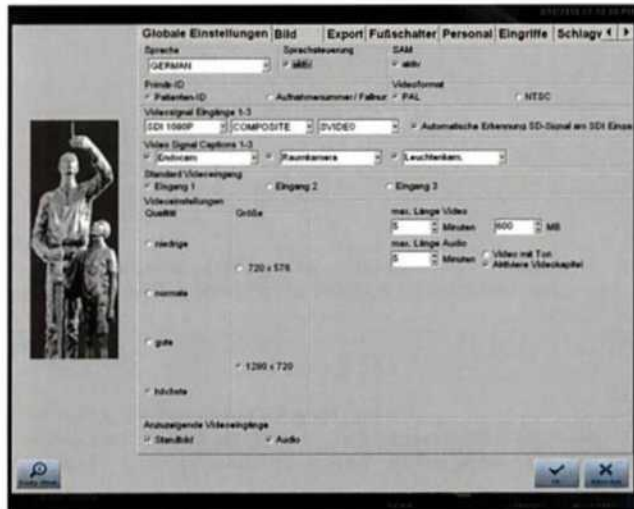 Globale Einstellungen Bild Export Fußschalter Personal Eingriffe Schlagv
Sprache Sprachsteuerung SAM
GERMAN aktiv aktiv
Primär-ID Videoformat
Patienten-ID Aufnahmenummer / Fallnr PAL NTSC
Videosignal Eingänge 1-3
SDI 1080P COMPOSITE SVIDEO Automatische Erkennung SD-Signal am SDI Einga
Video Signal Captions 1-3
Endocam Raumkamera Leuchtenkam.
Standard Videoeingang
Eingang 1 Eingang 2 Eingang 3
Videoeinstellungen
Qualität Größe max. Länge Video
5 Minuten 600 MB
niedrige max. Länge Audio
5 Minuten Video mit Ton
720 x 576 Aktiviere Videokapitel
normale
gute
1280 x 720
höchste
Anzuzeigende Videoeingänge
Standbild Audio